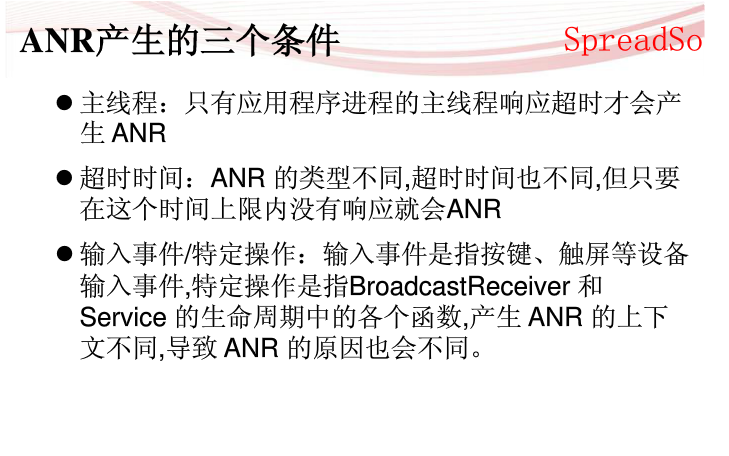 ANR产生的三个条件
SpreadSo
● 主线程：只有应用程序进程的主线程响应超时才会产
生 ANR
● 超时时间：ANR 的类型不同,超时时间也不同,但只要
在这个时间上限内没有响应就会ANR
● 输入事件/特定操作：输入事件是指按键、触屏等设备
输入事件,特定操作是指BroadcastReceiver 和
Service 的生命周期中的各个函数,产生 ANR 的上下
文不同,导致 ANR 的原因也会不同。